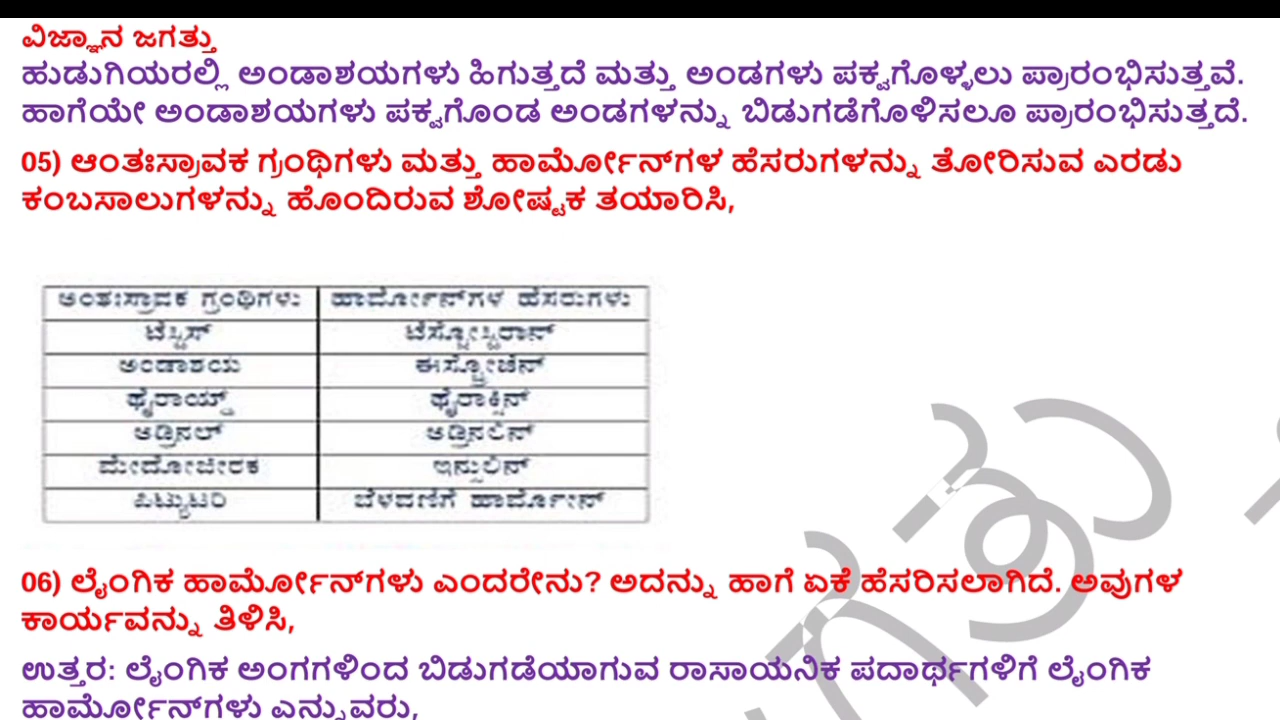 ವಿಜ್ಞಾನ ಜಗತ್ತು
ಹುಡುಗಿಯರಲ್ಲಿ ಅಂಡಾಶಯಗಳು ಹಿಗುತ್ತದೆ ಮತ್ತು ಅಂಡಗಳು ಪಕ್ವಗೊಳ್ಳಲು ಪ್ರಾರಂಭಿಸುತ್ತವೆ.
ಹಾಗೆಯೇ ಅಂಡಾಶಯಗಳು ಪಕ್ವಗೊಂಡ ಅಂಡಗಳನ್ನು ಬಿಡುಗಡೆಗೊಳಿಸಲೂ ಪ್ರಾರಂಭಿಸುತ್ತದೆ.
05) ಆಂತಃಸ್ರಾವಕ ಗ್ರಂಥಿಗಳು ಮತ್ತು ಹಾರ್ಮೋನ್‌ಗಳ ಹೆಸರುಗಳನ್ನು ತೋರಿಸುವ ಎರಡು
ಕಂಬಸಾಲುಗಳನ್ನು ಹೊಂದಿರುವ ಶೋಷ್ಟಕ ತಯಾರಿಸಿ,
ಅಂತಃಸ್ರಾವಕ ಗ್ರಂಥಿಗಳು ಹಾರ್ಮೋನ್‌ಗಳ ಹೆಸರುಗಳು
ಟೆಸ್ಟಿಸ್ ಟೆಸ್ಟೋಸ್ಟಿರಾನ್
ಅಂಡಾಶಯ ಈಸ್ಟ್ರೋಜೆನ್
ಥೈರಾಯ್ಡ್ ಥೈರಾಕ್ಸಿನ್
ಅಡ್ರಿನಲ್ ಅಡ್ರಿನಲಿನ್
ಮೇದೋಜೀರಕ ಇನ್ಸುಲಿನ್
ಪಿಟ್ಯುಟರಿ ಬೆಳವಣಿಗೆ ಹಾರ್ಮೋನ್
06) ಲೈಂಗಿಕ ಹಾರ್ಮೋನ್‌ಗಳು ಎಂದರೇನು? ಅದನ್ನು ಹಾಗೆ ಏಕೆ ಹೆಸರಿಸಲಾಗಿದೆ. ಅವುಗಳ
ಕಾರ್ಯವನ್ನು ತಿಳಿಸಿ,
ಉತ್ತರ: ಲೈಂಗಿಕ ಅಂಗಗಳಿಂದ ಬಿಡುಗಡೆಯಾಗುವ ರಾಸಾಯನಿಕ ಪದಾರ್ಥಗಳಿಗೆ ಲೈಂಗಿಕ
ಹಾರ್ಮೋನ್‌ಗಳು ಎನ್ನುವರು,